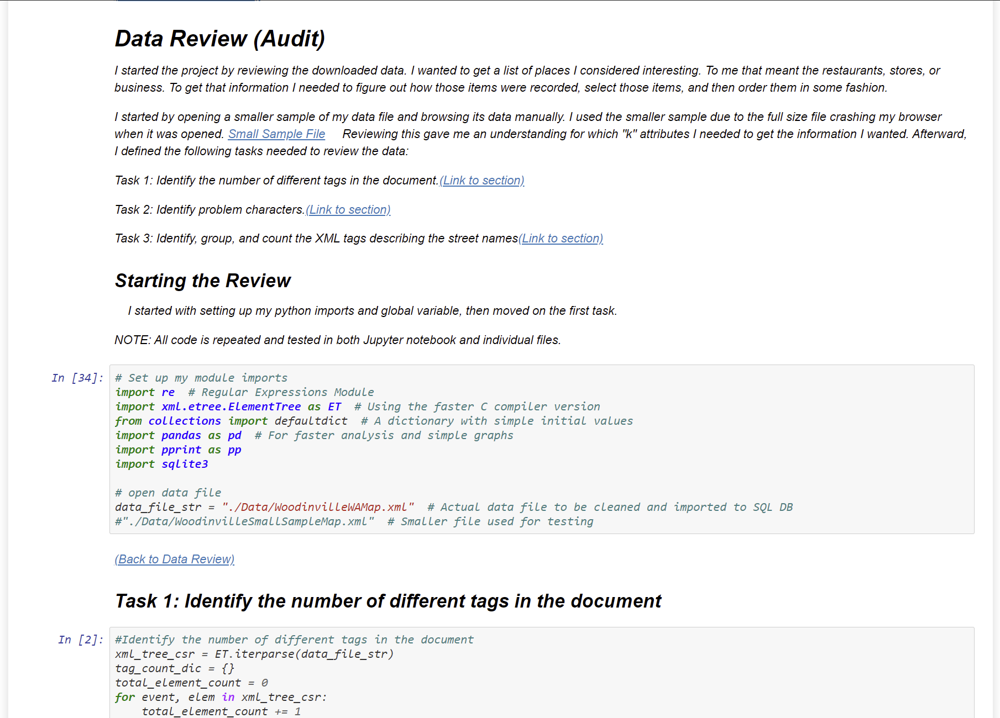 Data Review (Audit)
I started the project by reviewing the downloaded data. I wanted to get a list of places I considered interesting. To me that meant the restaurants, stores, or
business. To get that information I needed to figure out how those items were recorded, select those items, and then order them in some fashion.
I started by opening a smaller sample of my data file and browsing its data manually. I used the smaller sample due to the full size file crashing my browser
when it was opened. Small Sample File Reviewing this gave me an understanding for which "k" attributes I needed to get the information I wanted. Afterward,
I defined the following tasks needed to review the data:
Task 1: Identify the number of different tags in the document.(Link to section)
Task 2: Identify problem characters.(Link to section)
Task 3: Identify, group, and count the XML tags describing the street names(Link to section)
Starting the Review
I started with setting up my python imports and global variable, then moved on the first task.
NOTE: All code is repeated and tested in both Jupyter notebook and individual files.
In [34]: # Set up my module imports
import re  # Regular Expressions Module
import xml.etree.ElementTree as ET  # Using the faster C compiler version
from collections import defaultdict  # A dictionary with simple initial values
import pandas as pd  # For faster analysis and simple graphs
import pprint as pp
import sqlite3
# open data file
data_file_str = "./Data/WoodinvilleWAMap.xml"  # Actual data file to be cleaned and imported to SQL DB
#"./Data/WoodinvilleSmallSampleMap.xml"  # Smaller file used for testing
(Back to Data Review)
Task 1: Identify the number of different tags in the document
In [2]: #Identify the number of different tags in the document
xml_tree_csr = ET.iterparse(data_file_str)
tag_count_dic = {}
total_element_count = 0
for event, elem in xml_tree_csr:
    total_element_count += 1